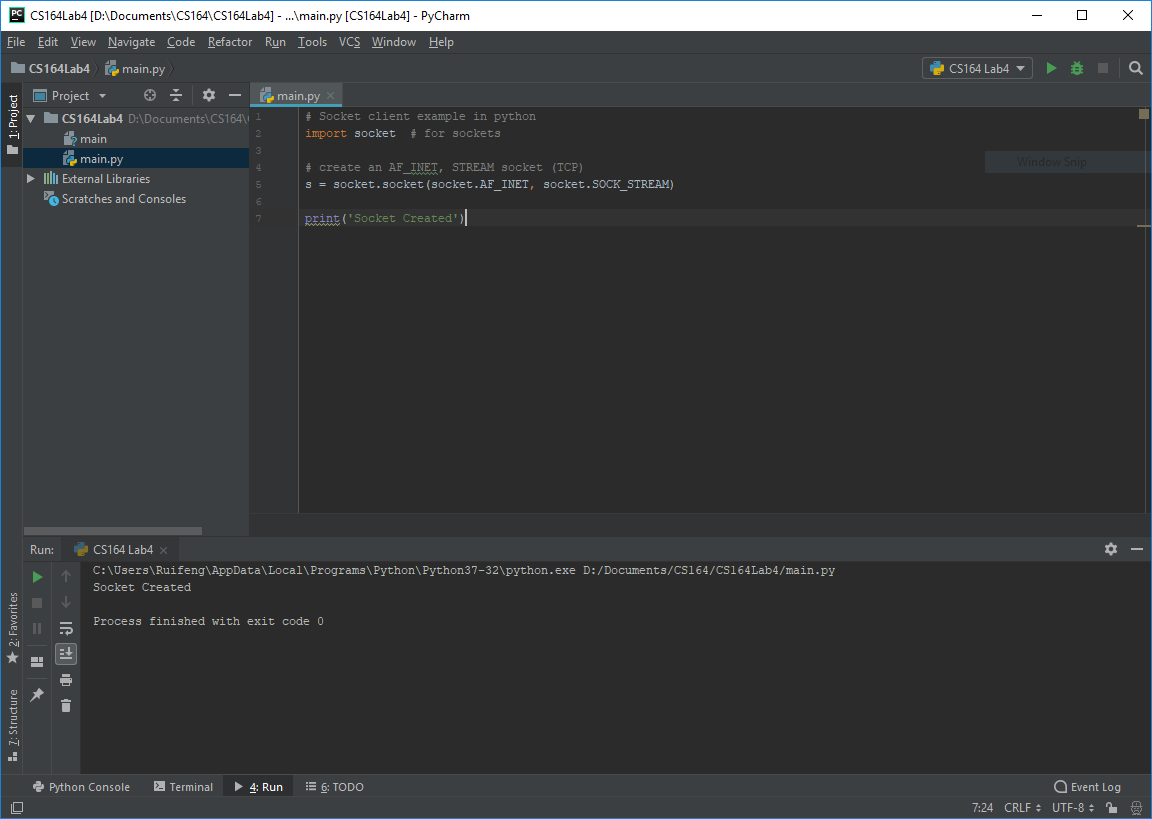 CS164Lab4 [D:\Documents\CS164\CS164Lab4] - ...\main.py [CS164Lab4] - PyCharm
File Edit View Navigate Code Refactor Run Tools VCS Window Help
CS164Lab4 main.py CS164 Lab4
1: Project
Project
CS164Lab4 D:\Documents\CS164\
main
main.py
External Libraries
Scratches and Consoles
main.py
1 # Socket client example in python
2 import socket  # for sockets
3
4 # create an AF_INET, STREAM socket (TCP)
5 s = socket.socket(socket.AF_INET, socket.SOCK_STREAM)
6
7 print('Socket Created')
Window Snip
Run: CS164 Lab4
C:\Users\Ruifeng\AppData\Local\Programs\Python\Python37-32\python.exe D:/Documents/CS164/CS164Lab4/main.py
Socket Created
Process finished with exit code 0
2: Favorites
7: Structure
Python Console Terminal 4: Run 6: TODO Event Log
7:24 CRLF UTF-8